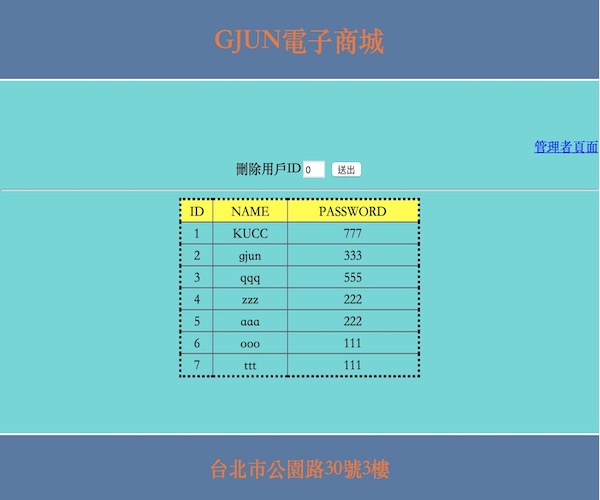 GJUN電子商城
管理者頁面
刪除用戶ID 0 送出
ID NAME PASSWORD
1 KUCC 777
2 gjun 333
3 qqq 555
4 zzz 222
5 aaa 222
6 ooo 111
7 ttt 111
台北市公園路30號3樓